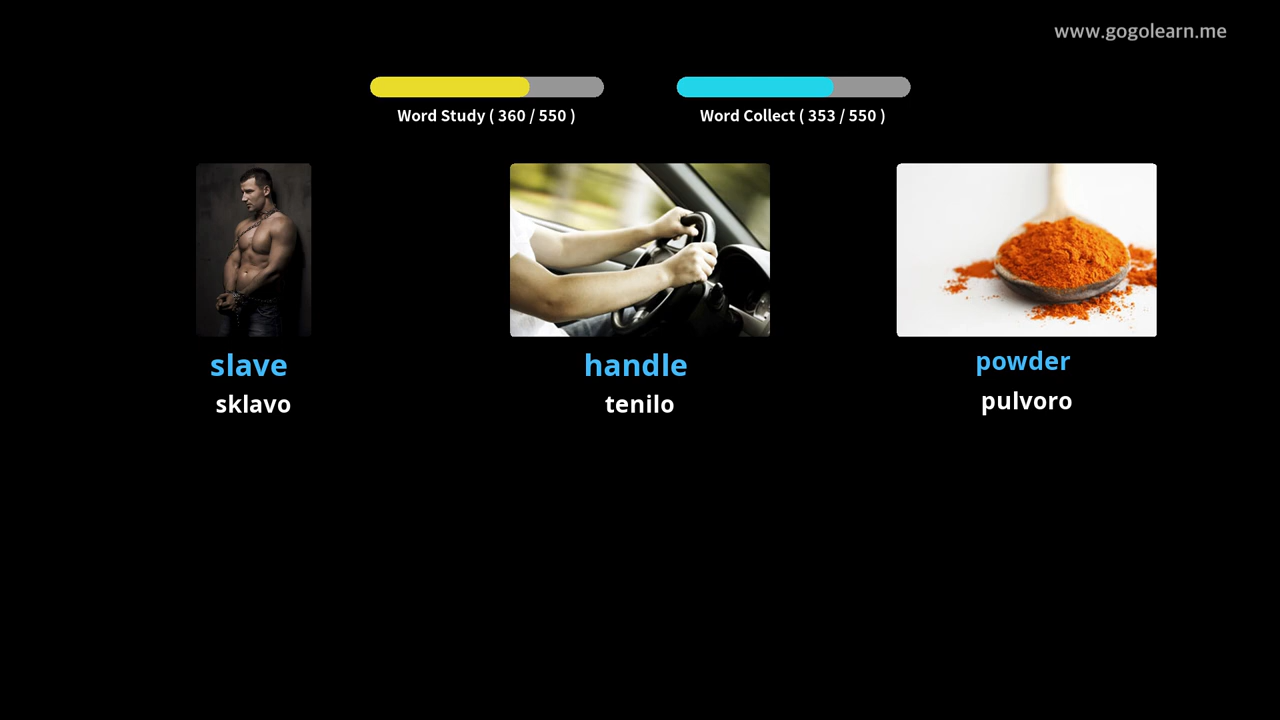 www.gogolearn.me
Word Study ( 360 / 550 )
Word Collect ( 353 / 550 )
slave
sklavo
handle
tenilo
powder
pulvoro